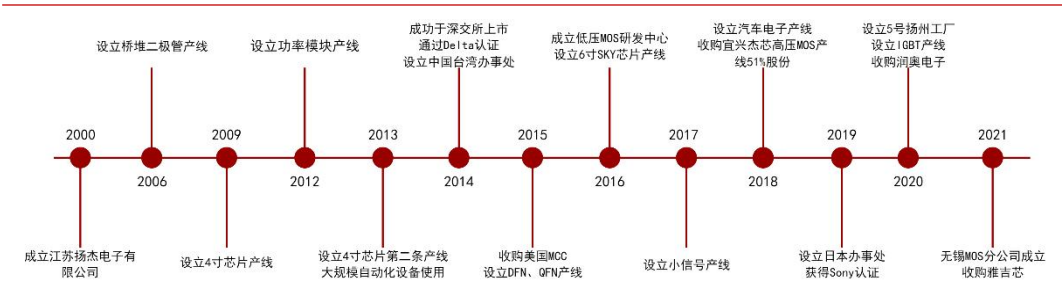 成功于深交所上市
通过Delta认证
设立中国台湾办事处
设立汽车电子产线
收购宜兴杰芯高压MOS产
线51%股份
设立5号扬州工厂
设立IGBT产线
收购润奥电子
设立桥堆二极管产线
设立功率模块产线
成立低压MOS研发中心
设立6寸SKY芯片产线
2000
2009
2013
2015
2017
2019
2021
2006
2012
2014
2016
2018
2020
成立江苏扬杰电子有
限公司
设立4寸芯片产线
设立4寸芯片第二条产线
大规模自动化设备使用
收购美国MCC
设立DFN、QFN产线
设立小信号产线
设立日本办事处
获得Sony认证
无锡MOS分公司成立
收购雅吉芯